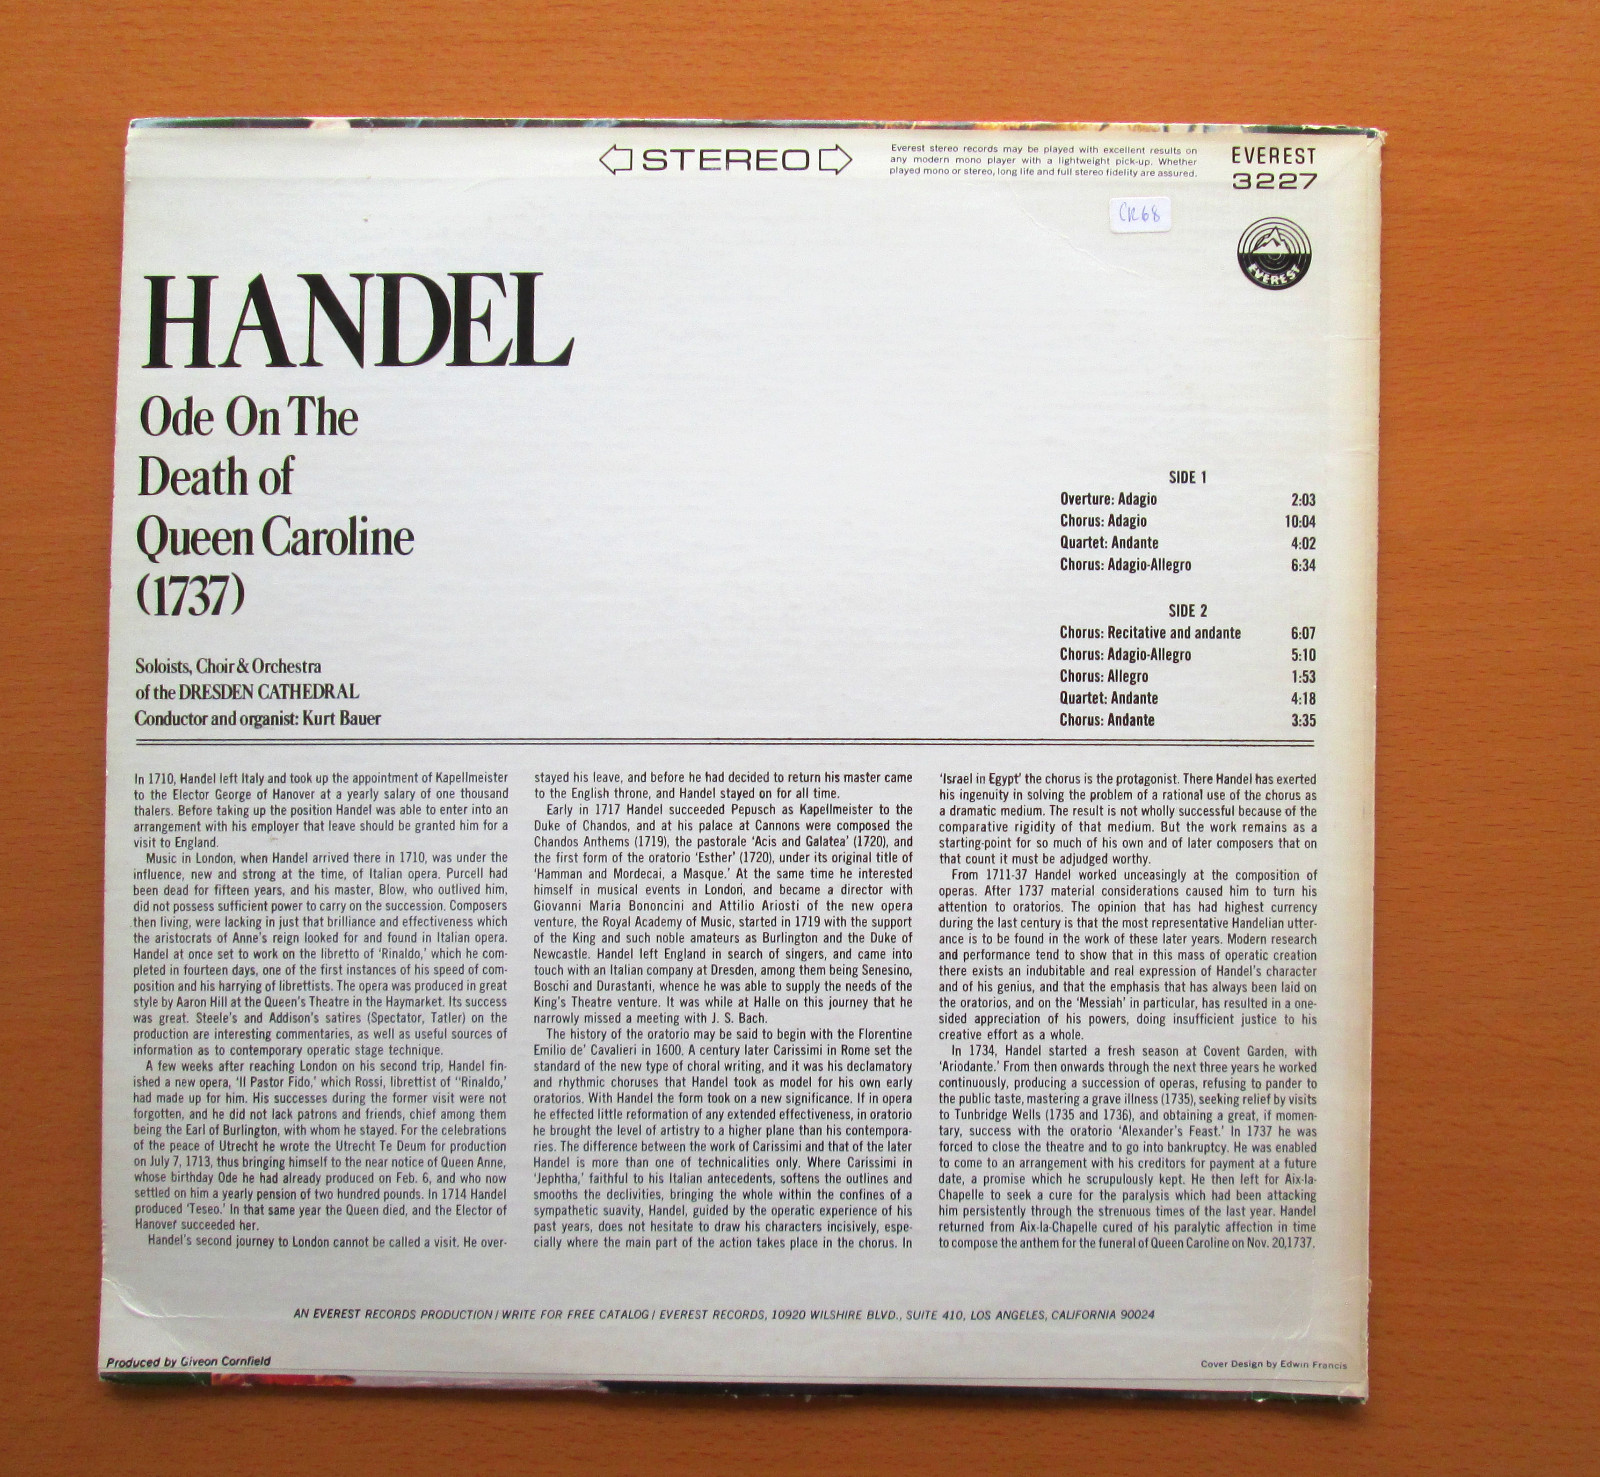 STEREO
Everest stereo records may be played with excellent results on
any modern mono player with a lightweight pick-up. Whether
played mono or stereo, long life and full stereo fidelity are assured.
EVEREST
3227
CR68
EVEREST
HANDEL
Ode On The
Death of
Queen Caroline
(1737)
Soloists, Choir & Orchestra
of the DRESDEN CATHEDRAL
Conductor and organist: Kurt Bauer
SIDE 1
Overture: Adagio 2:03
Chorus: Adagio 10:04
Quartet: Andante 4:02
Chorus: Adagio-Allegro 6:34
SIDE 2
Chorus: Recitative and andante 6:07
Chorus: Adagio-Allegro 5:10
Chorus: Allegro 1:53
Quartet: Andante 4:18
Chorus: Andante 3:35
In 1710, Handel left Italy and took up the appointment of Kapellmeister
to the Elector George of Hanover at a yearly salary of one thousand
thalers. Before taking up the position Handel was able to enter into an
arrangement with his employer that leave should be granted him for a
visit to England.
Music in London, when Handel arrived there in 1710, was under the
influence, new and strong at the time, of Italian opera. Purcell had
been dead for fifteen years, and his master, Blow, who outlived him,
did not possess sufficient power to carry on the succession. Composers
then living, were lacking in just that brilliance and effectiveness which
the aristocrats of Anne's reign looked for and found in Italian opera.
Handel at once set to work on the libretto of 'Rinaldo,' which he com-
pleted in fourteen days, one of the first instances of his speed of com-
position and his harrying of librettists. The opera was produced in great
style by Aaron Hill at the Queen's Theatre in the Haymarket. Its success
was great. Steele's and Addison's satires (Spectator, Tatler) on the
production are interesting commentaries, as well as useful sources of
information as to contemporary operatic stage technique.
A few weeks after reaching London on his second trip, Handel fin-
ished a new opera, 'Il Pastor Fido,' which Rossi, librettist of "Rinaldo,'
had made up for him. His successes during the former visit were not
forgotten, and he did not lack patrons and friends, chief among them
being the Earl of Burlington, with whom he stayed. For the celebrations
of the peace of Utrecht he wrote the Utrecht Te Deum for production
on July 7, 1713, thus bringing himself to the near notice of Queen Anne,
whose birthday Ode he had already produced on Feb. 6, and who now
settled on him a yearly pension of two hundred pounds. In 1714 Handel
produced 'Teseo.' In that same year the Queen died, and the Elector of
Hanover succeeded her.
Handel's second journey to London cannot be called a visit. He over-
stayed his leave, and before he had decided to return his master came
to the English throne, and Handel stayed on for all time.
Early in 1717 Handel succeeded Pepusch as Kapellmeister to the
Duke of Chandos, and at his palace at Cannons were composed the
Chandos Anthems (1719), the pastorale 'Acis and Galatea' (1720), and
the first form of the oratorio 'Esther' (1720), under its original title of
'Hamman and Mordecai, a Masque.' At the same time he interested
himself in musical events in London, and became a director with
Giovanni Maria Bononcini and Attilio Ariosti of the new opera
venture, the Royal Academy of Music, started in 1719 with the support
of the King and such noble amateurs as Burlington and the Duke of
Newcastle. Handel left England in search of singers, and came into
touch with an Italian company at Dresden, among them being Senesino,
Boschi and Durastanti, whence he was able to supply the needs of the
King's Theatre venture. It was while at Halle on this journey that he
narrowly missed a meeting with J. S. Bach.
The history of the oratorio may be said to begin with the Florentine
Emilio de' Cavalieri in 1600. A century later Carissimi in Rome set the
standard of the new type of choral writing, and it was his declamatory
and rhythmic choruses that Handel took as model for his own early
oratorios. With Handel the form took on a new significance. If in opera
he effected little reformation of any extended effectiveness, in oratorio
he brought the level of artistry to a higher plane than his contempora-
ries. The difference between the work of Carissimi and that of the later
Handel is more than one of technicalities only. Where Carissimi in
'Jephtha,' faithful to his Italian antecedents, softens the outlines and
smooths the declivities, bringing the whole within the confines of a
sympathetic suavity, Handel, guided by the operatic experience of his
past years, does not hesitate to draw his characters incisively, espe-
cially where the main part of the action takes place in the chorus. In
'Israel in Egypt' the chorus is the protagonist. There Handel has exerted
his ingenuity in solving the problem of a rational use of the chorus as
a dramatic medium. The result is not wholly successful because of the
comparative rigidity of that medium. But the work remains as a
starting-point for so much of his own and of later composers that on
that count it must be adjudged worthy.
From 1711-37 Handel worked unceasingly at the composition of
operas. After 1737 material considerations caused him to turn his
attention to oratorios. The opinion that has had highest currency
during the last century is that the most representative Handelian utter-
ance is to be found in the work of these later years. Modern research
and performance tend to show that in this mass of operatic creation
there exists an indubitable and real expression of Handel's character
and of his genius, and that the emphasis that has always been laid on
the oratorios, and on the 'Messiah' in particular, has resulted in a one-
sided appreciation of his powers, doing insufficient justice to his
creative effort as a whole.
In 1734, Handel started a fresh season at Covent Garden, with
'Ariodante.' From then onwards through the next three years he worked
continuously, producing a succession of operas, refusing to pander to
the public taste, mastering a grave illness (1735), seeking relief by visits
to Tunbridge Wells (1735 and 1736), and obtaining a great, if momen-
tary, success with the oratorio 'Alexander's Feast.' In 1737 he was
forced to close the theatre and to go into bankruptcy. He was enabled
to come to an arrangement with his creditors for payment at a future
date, a promise which he scrupulously kept. He then left for Aix-la-
Chapelle to seek a cure for the paralysis which had been attacking
him persistently through the strenuous times of the last year. Handel
returned from Aix-la-Chapelle cured of his paralytic affection in time
to compose the anthem for the funeral of Queen Caroline on Nov. 20,1737.
AN EVEREST RECORDS PRODUCTION / WRITE FOR FREE CATALOG / EVEREST RECORDS, 10920 WILSHIRE BLVD., SUITE 410, LOS ANGELES, CALIFORNIA 90024
Produced by Giveon Cornfield
Cover Design by Edwin Francis